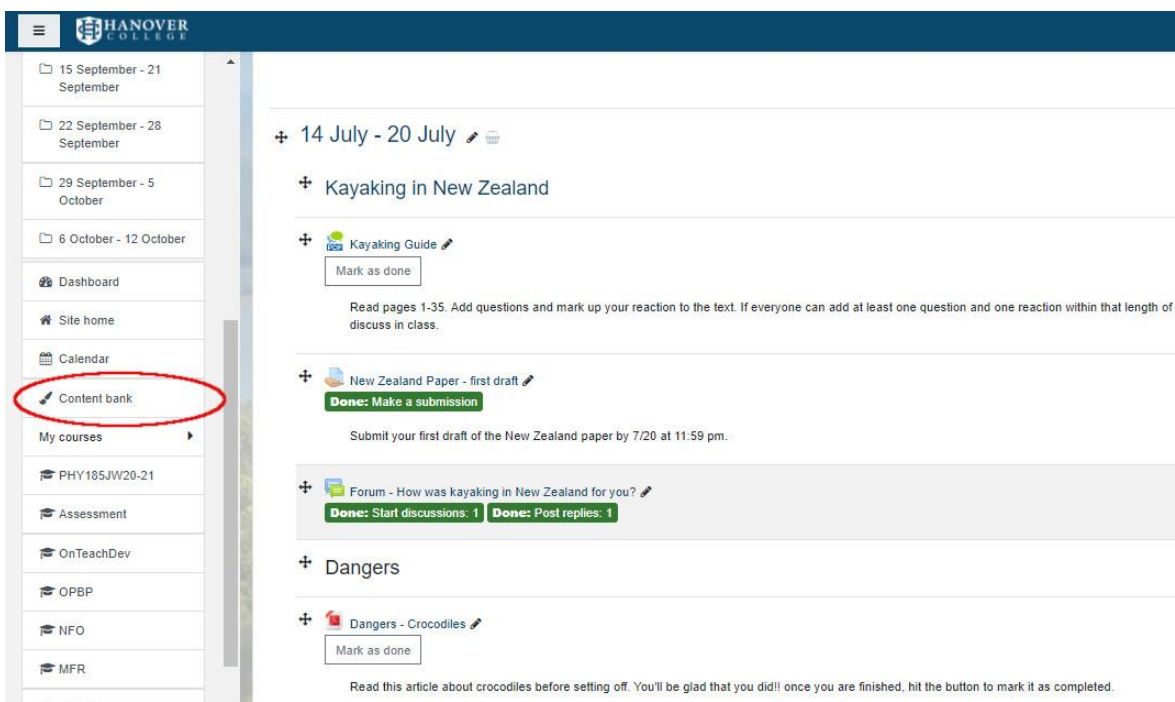 HANOVER
COLLEGE
15 September - 21
September
22 September - 28
September
29 September - 5
October
6 October - 12 October
Dashboard
Site home
Calendar
Content bank
My courses
PHY185JW20-21
Assessment
OnTeachDev
OPBP
NFO
MFR
14 July - 20 July
Kayaking in New Zealand
Kayaking Guide
Mark as done
Read pages 1-35. Add questions and mark up your reaction to the text. If everyone can add at least one question and one reaction within that length of
discuss in class.
New Zealand Paper - first draft
Done: Make a submission
Submit your first draft of the New Zealand paper by 7/20 at 11:59 pm.
Forum - How was kayaking in New Zealand for you?
Done: Start discussions: 1 Done: Post replies: 1
Dangers
Dangers - Crocodiles
Mark as done
Read this article about crocodiles before setting off. You'll be glad that you did!! once you are finished, hit the button to mark it as completed.